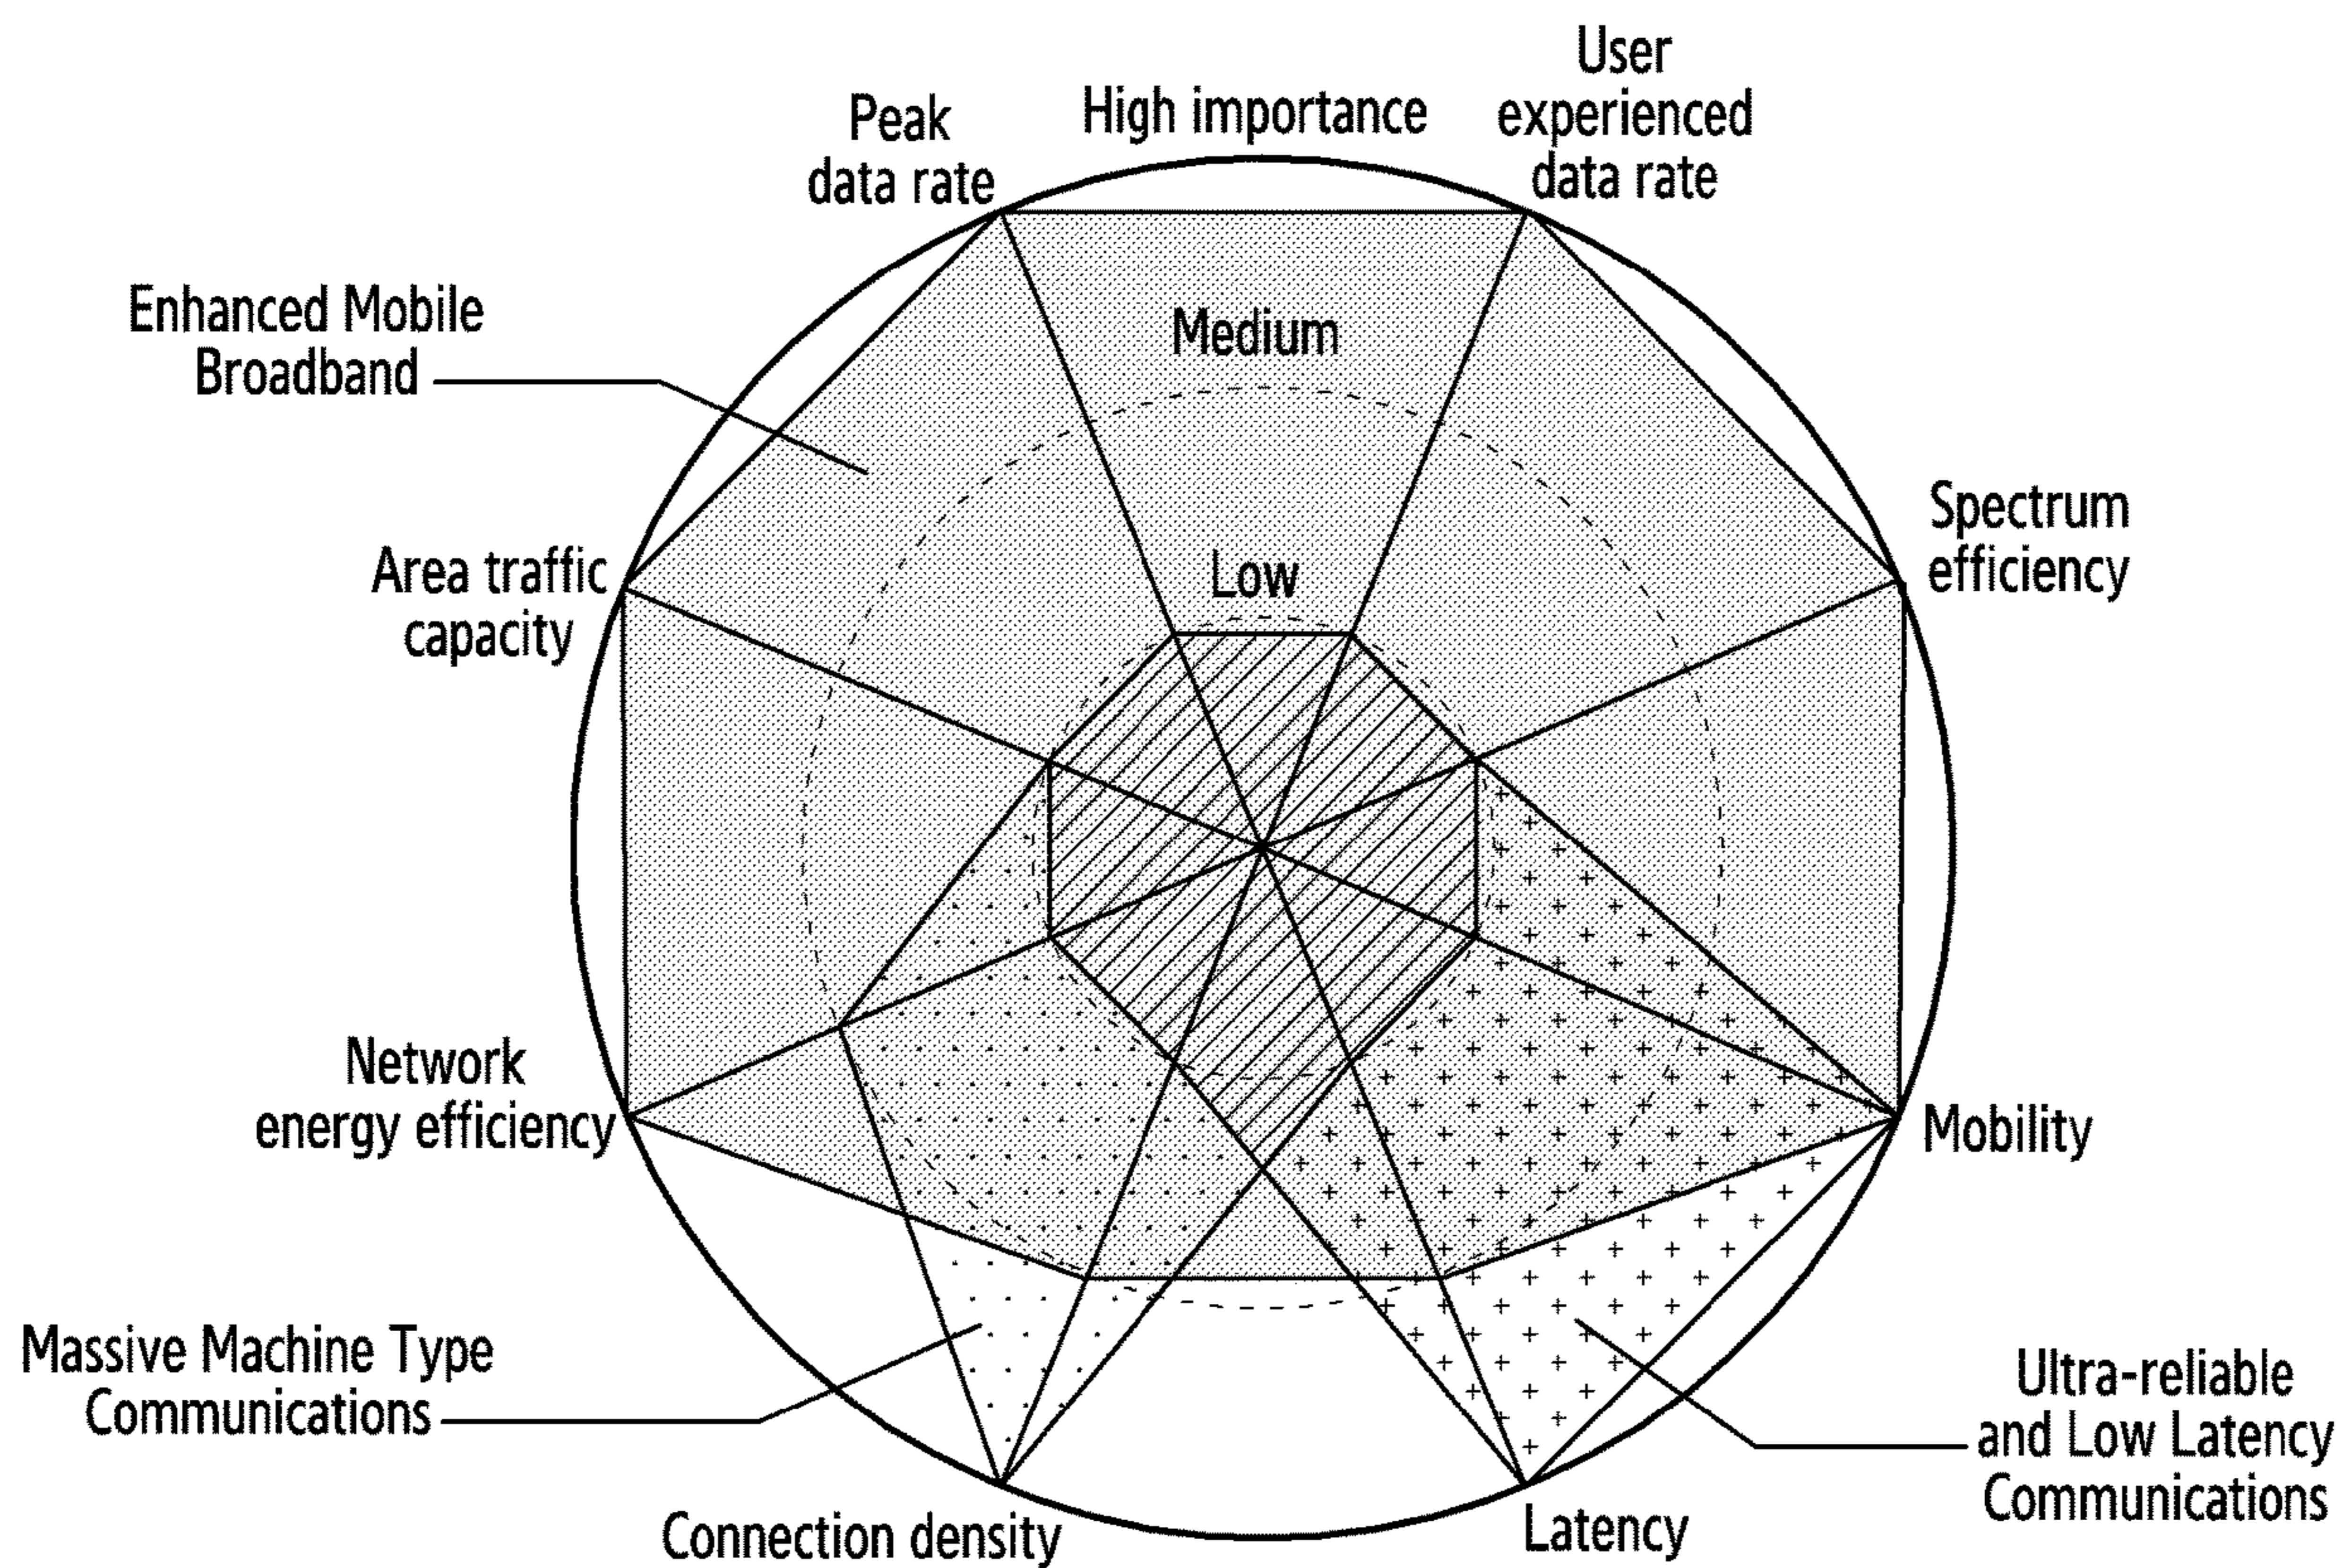 User
experienced
data rate
High importance
Peak
data rate
Enhanced Mobile
Broadband
Medium
Spectrum
efficiency
Area traffic
capacity
Low
Network
energy efficiency
Mobility
Massive Machine Type
Communications
Ultra-reliable
and Low Latency
Communications
Connection density
Latency